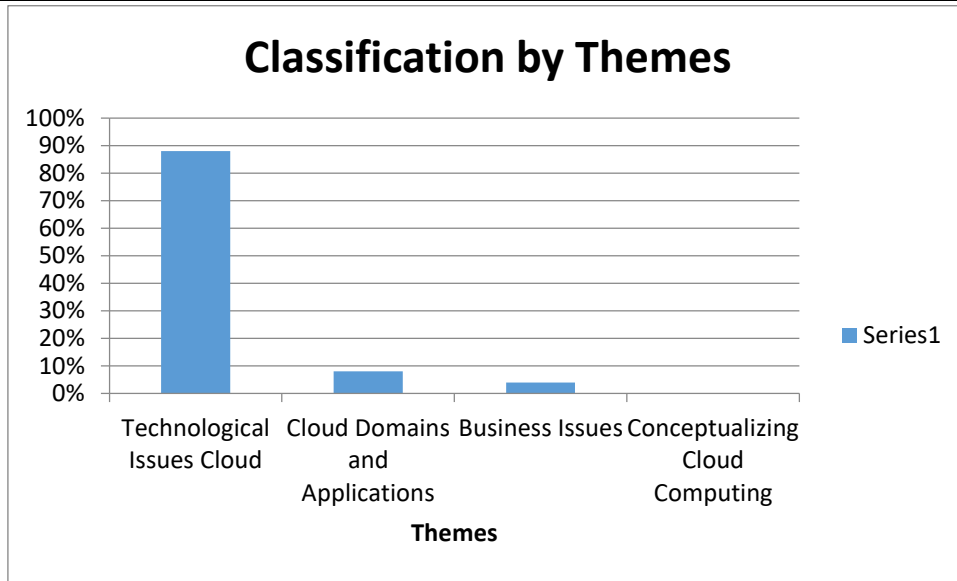 Classification by Themes
100%
90%
80%
70%
60%
50%
40%
30%
20%
10%
0%
Technological
Issues Cloud
Cloud Domains
and
Applications
Business Issues
Conceptualizing
Cloud
Computing
Themes
Series1